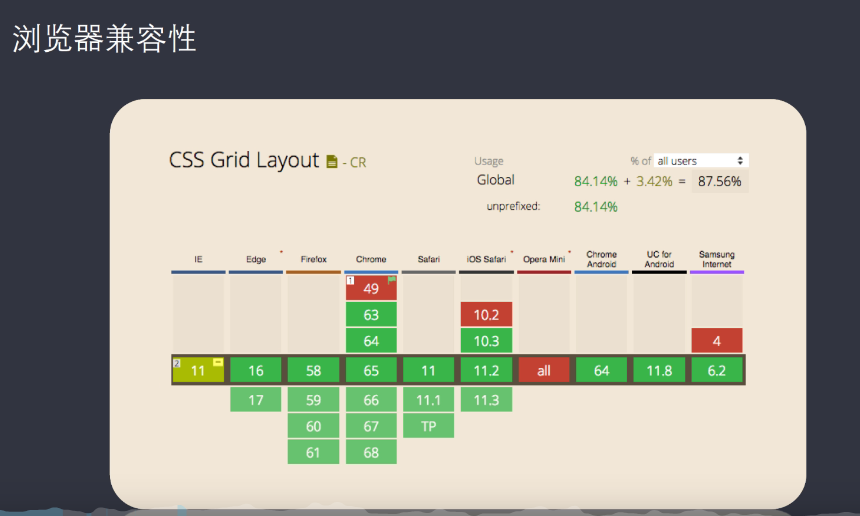 浏览器兼容性
CSS Grid Layout - CR
Usage % of all users
Global 84.14% + 3.42% = 87.56%
unprefixed: 84.14%
IE Edge Firefox Chrome Safari iOS Safari Opera Mini Chrome Android UC for Android Samsung Internet
1 49
63 10.2
64 10.3 4
2 11 16 58 65 11 11.2 all 64 11.8 6.2
17 59 66 11.1 11.3
60 67 TP
61 68